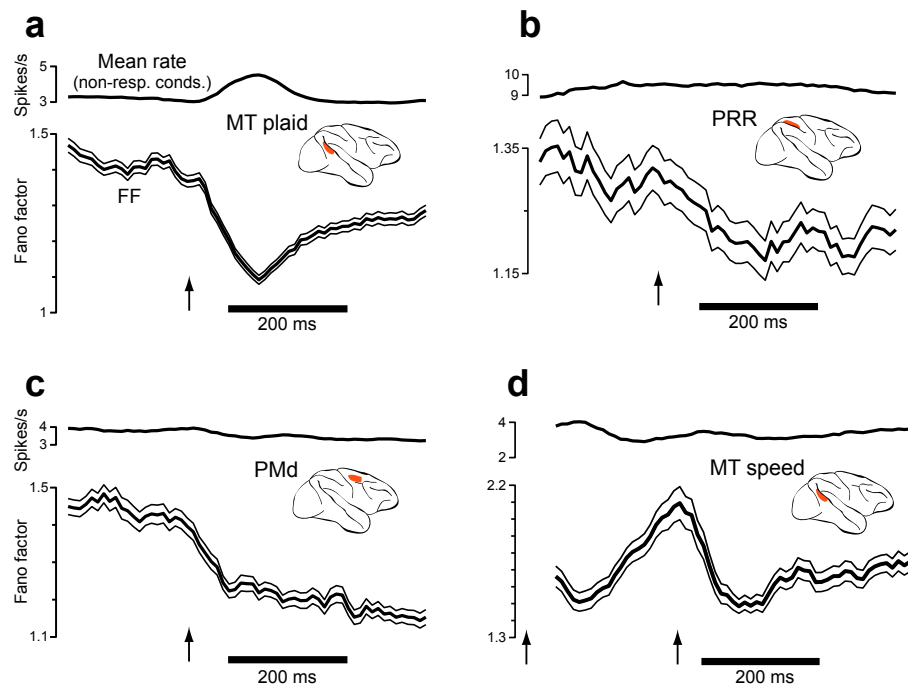 a
Spikes/s
5
3
Mean rate
(non-resp. conds.)
MT plaid
Fano factor
1.5
1
FF
200 ms
b
10
9
PRR
1.35
1.15
200 ms
c
Spikes/s
4
3
PMd
Fano factor
1.5
1.1
200 ms
d
4
2
MT speed
2.2
1.3
200 ms